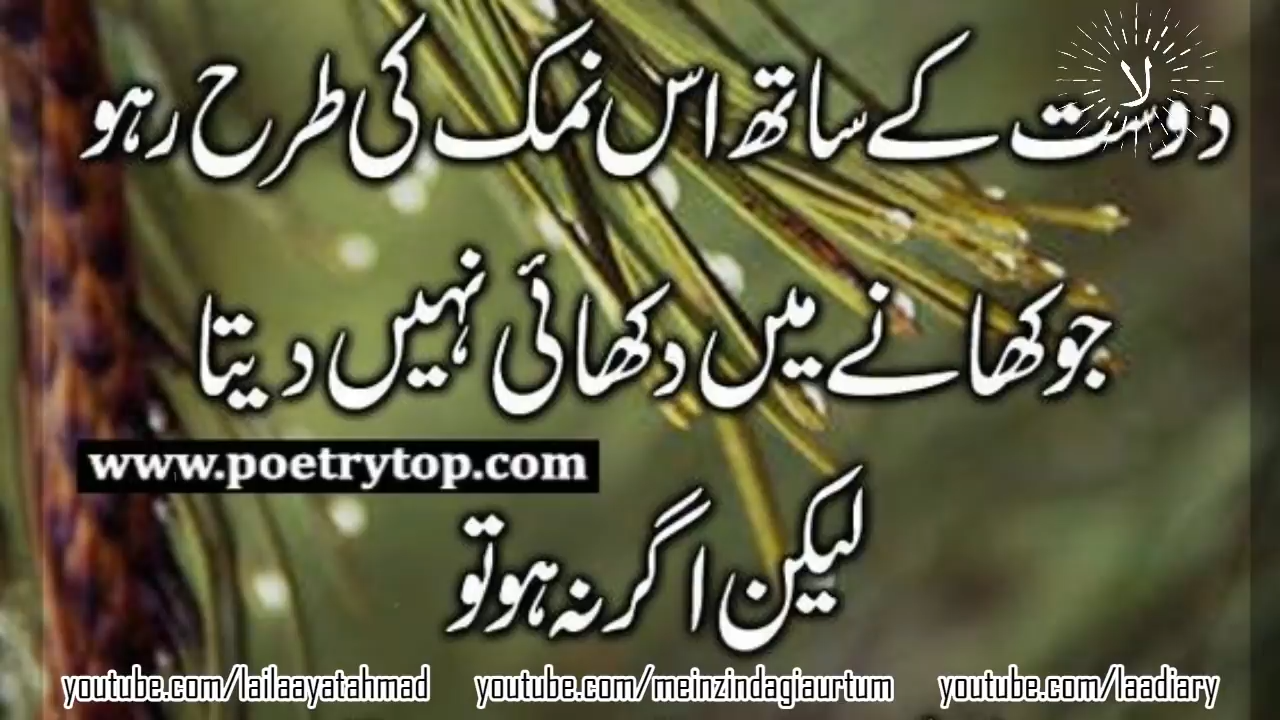 لا
دوست کے ساتھ اس نمک کی طرح رہو
جو کھانے میں دکھائی نہیں دیتا
www.poetrytop.com
لیکن اگر نہ ہو تو
youtube.com/lailaayatahmad youtube.com/meinzindagiaurtum youtube.com/laadiary